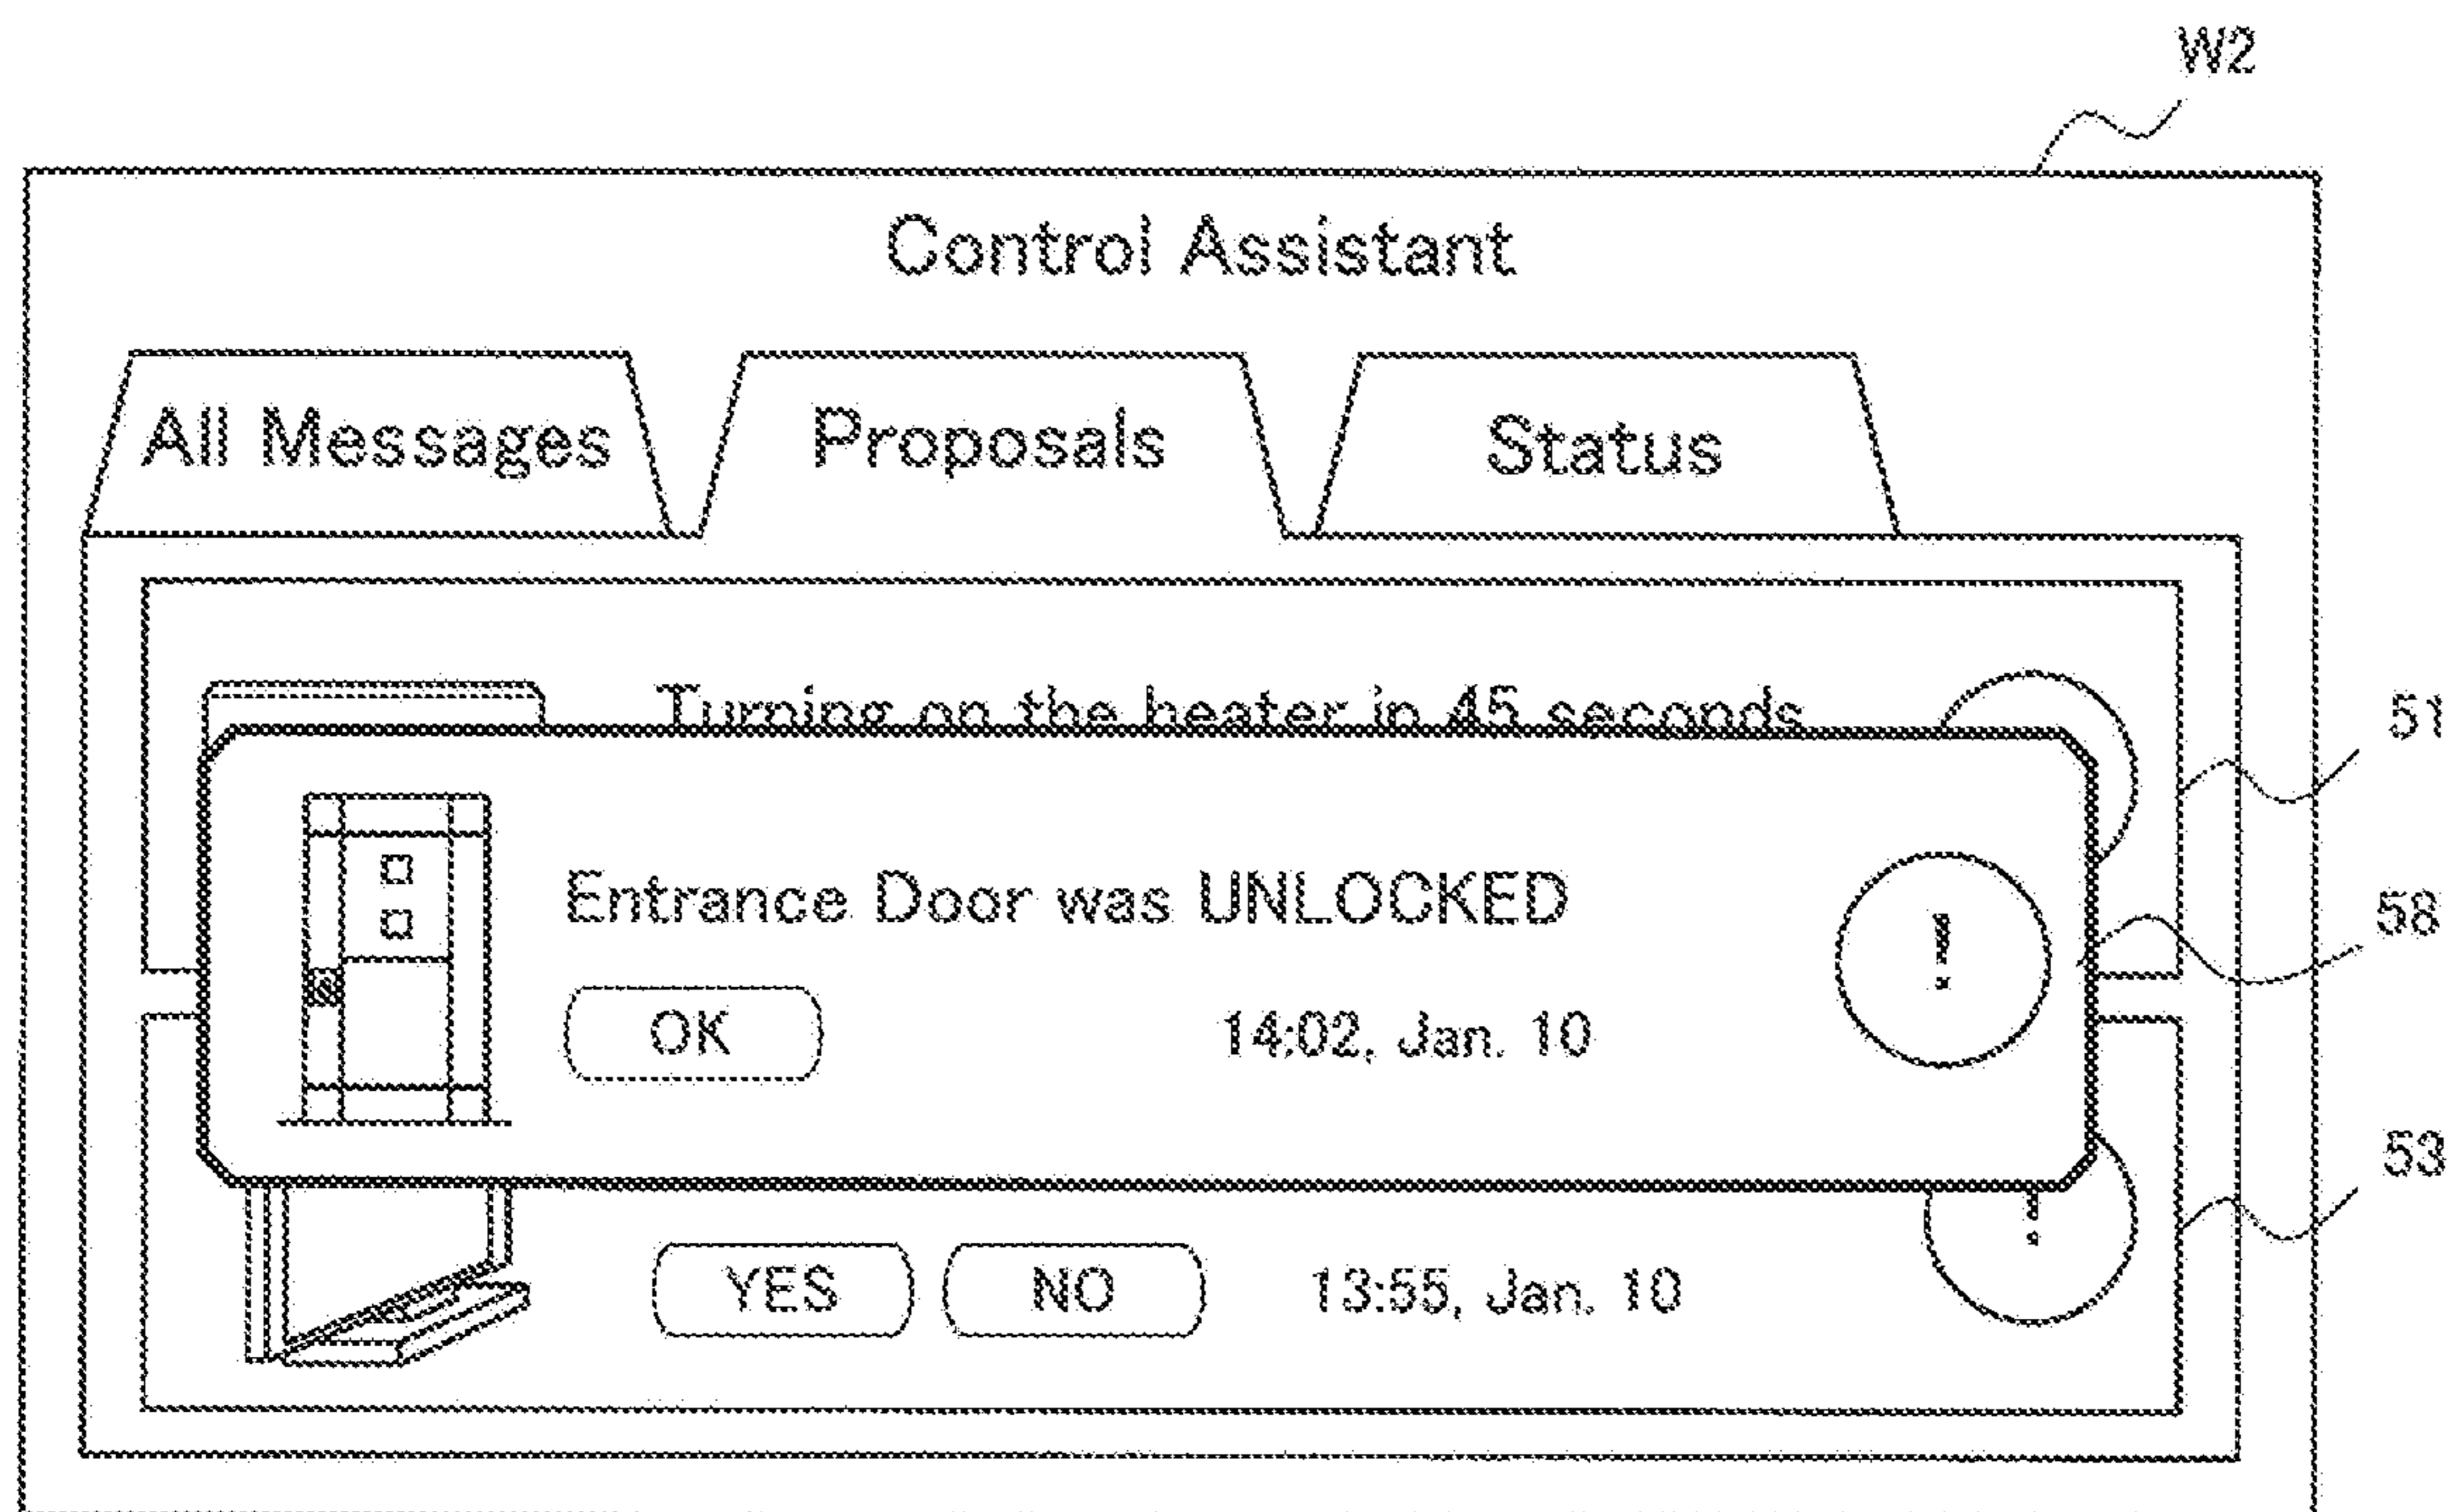 W2
Control Assistant
All Messages Proposals Status
Turning on the heater in 45 seconds
51
Entrance Door was UNLOCKED
!
58
OK 14:02, Jan. 10
53
!
YES NO 13:55, Jan. 10